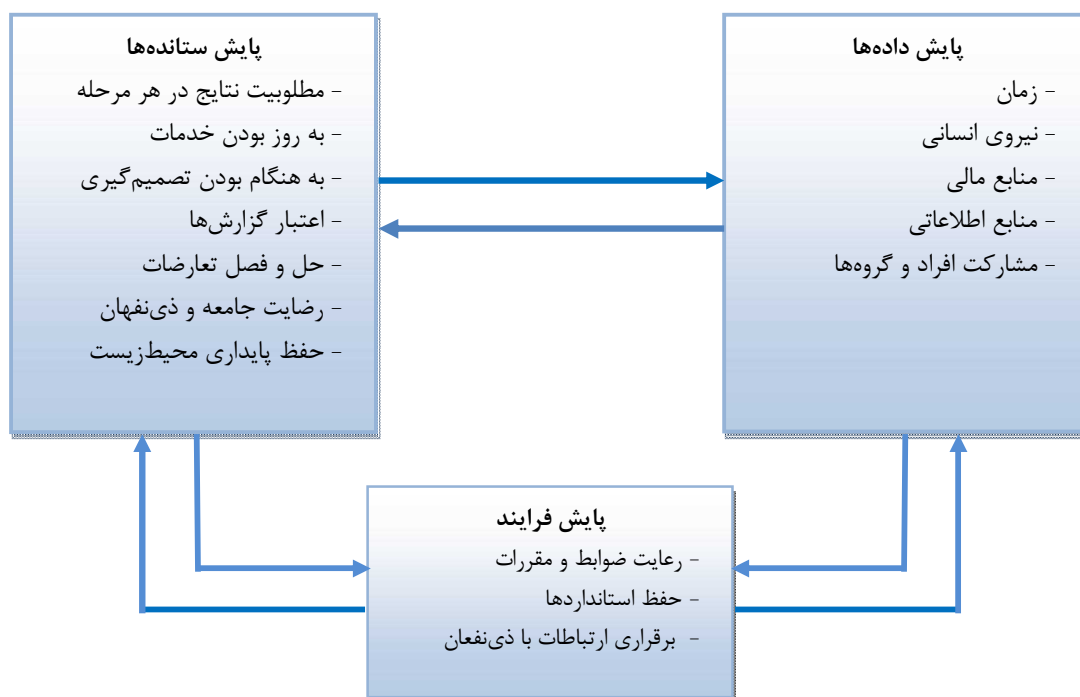 پایش داده‌ها
- زمان
- نیروی انسانی
- منابع مالی
- منابع اطلاعاتی
- مشارکت افراد و گروه‌ها
پایش ستانده‌ها
- مطلوبیت نتایج در هر مرحله
- به روز بودن خدمات
- به هنگام بودن تصمیم‌گیری
- اعتبار گزارش‌ها
- حل و فصل تعارضات
- رضایت جامعه و ذی‌نفهان
- حفظ پایداری محیط‌زیست
پایش فرایند
- رعایت ضوابط و مقررات
- حفظ استانداردها
- برقراری ارتباطات با ذی‌نفعان